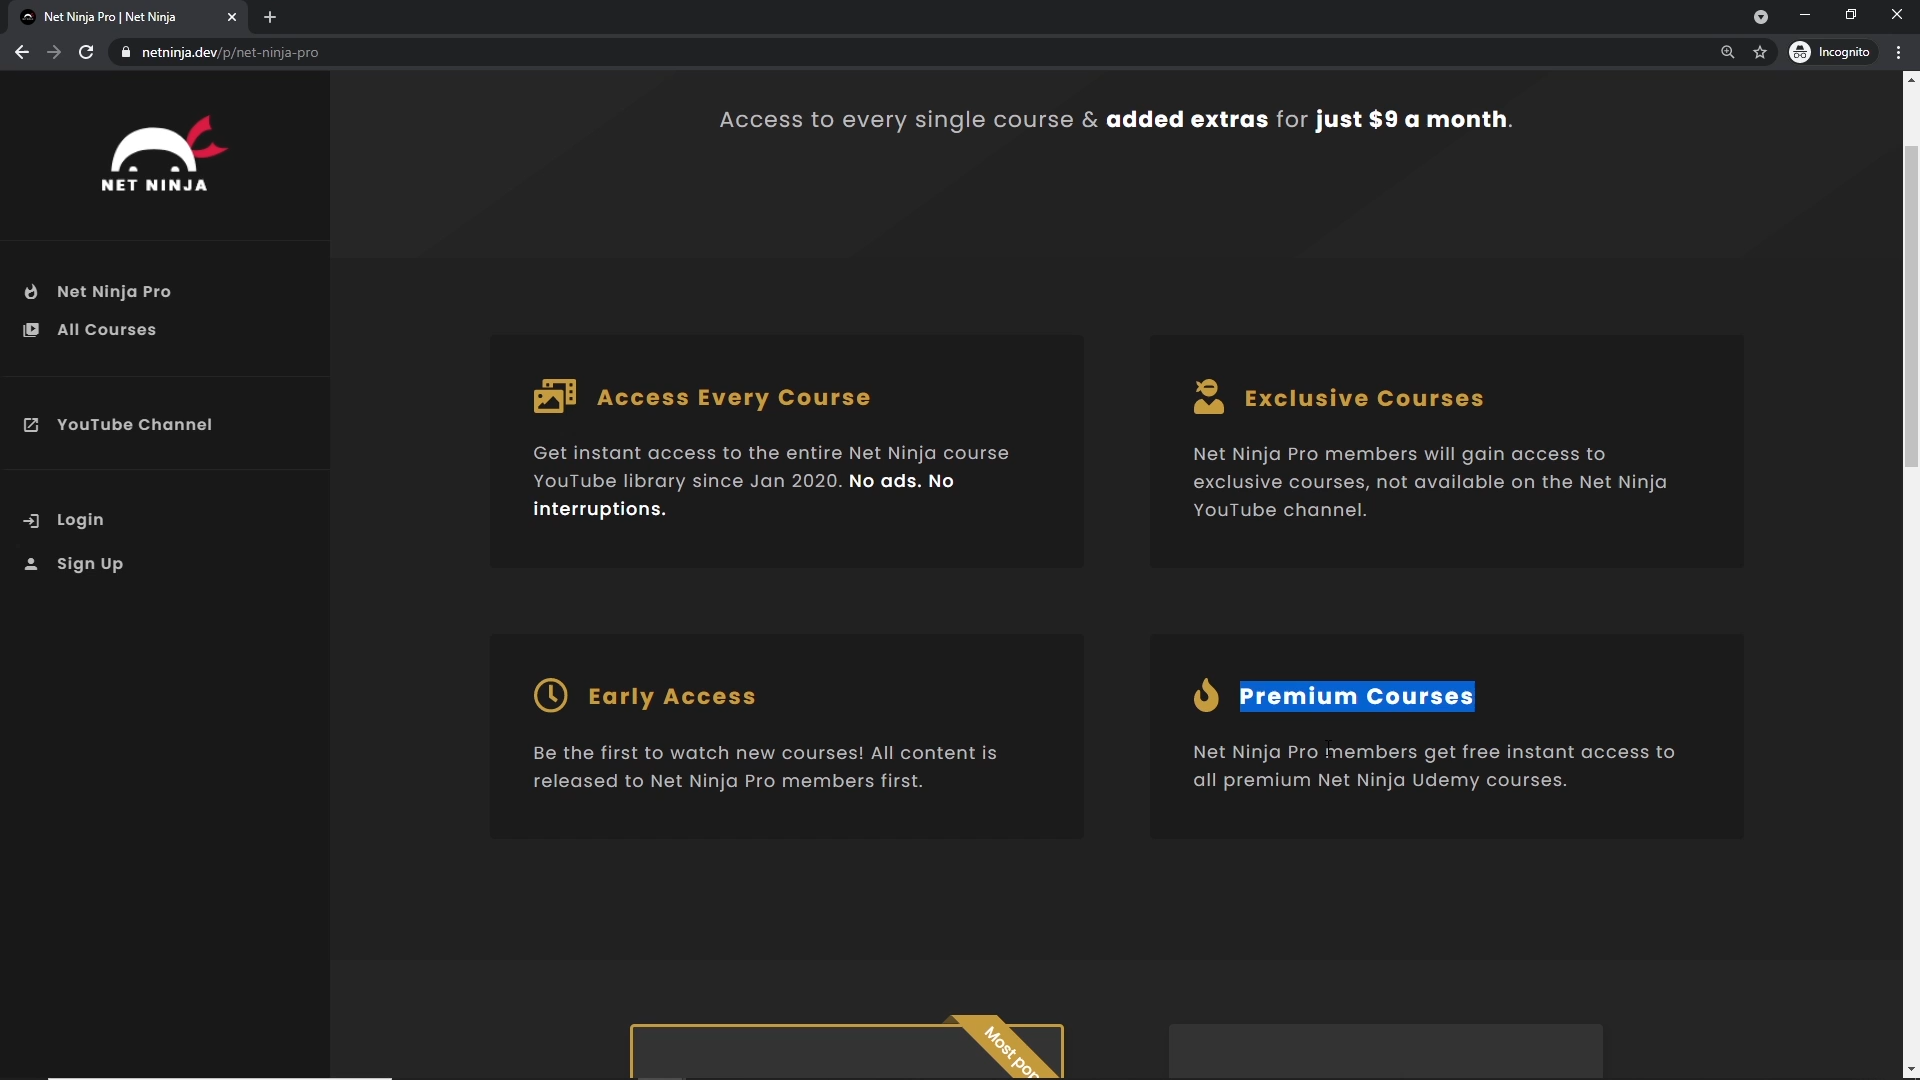 Net Ninja Pro | Net Ninja
netninja.dev/p/net-ninja-pro
Incognito
NET NINJA
Net Ninja Pro
All Courses
YouTube Channel
Login
Sign Up
Access to every single course & added extras for just $9 a month.
Access Every Course
Get instant access to the entire Net Ninja course
YouTube library since Jan 2020. No ads. No
interruptions.
Exclusive Courses
Net Ninja Pro members will gain access to
exclusive courses, not available on the Net Ninja
YouTube channel.
Early Access
Be the first to watch new courses! All content is
released to Net Ninja Pro members first.
Premium Courses
Net Ninja Pro members get free instant access to
all premium Net Ninja Udemy courses.
Most pop